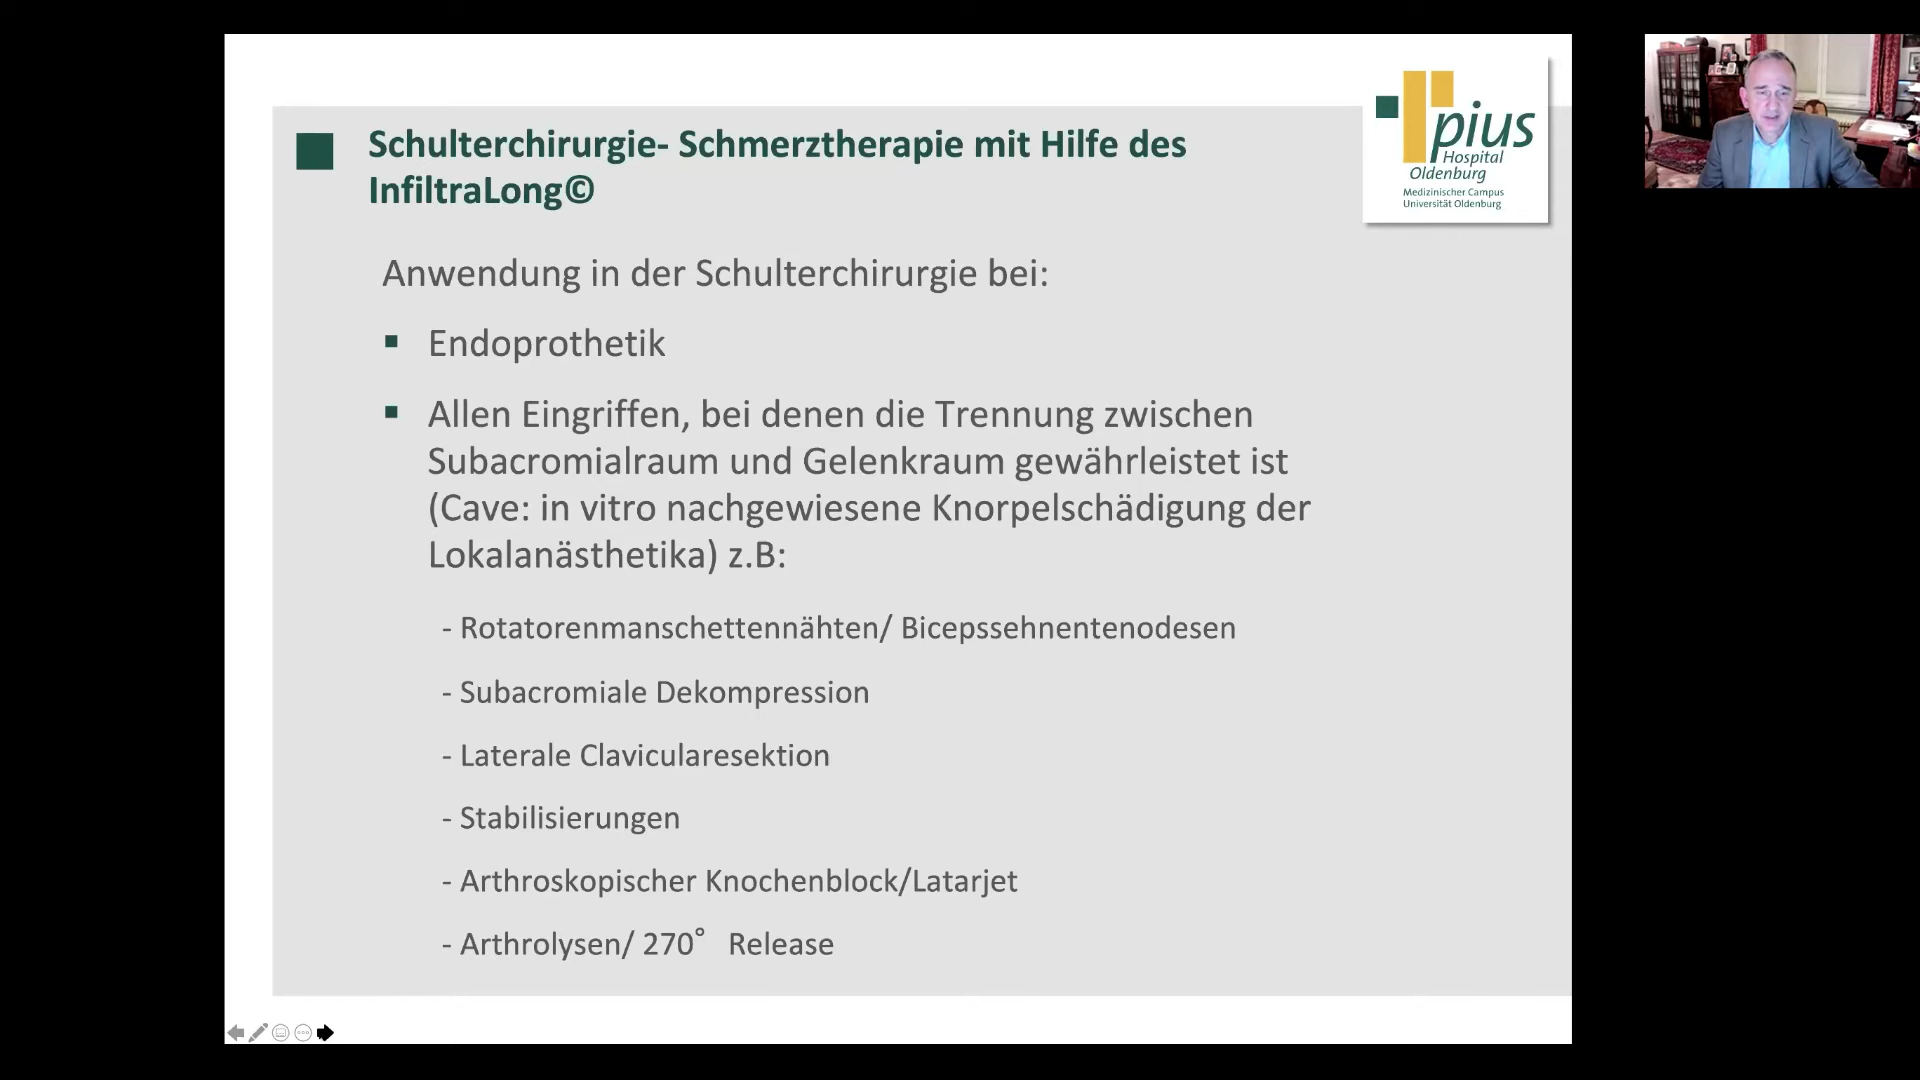 Schulterchirurgie- Schmerztherapie mit Hilfe des
InfiltraLong©
pius
Hospital
Oldenburg
Medizinischer Campus
Universität Oldenburg
Anwendung in der Schulterchirurgie bei:
Endoprothetik
Allen Eingriffen, bei denen die Trennung zwischen
Subacromialraum und Gelenkraum gewährleistet ist
(Cave: in vitro nachgewiesene Knorpelschädigung der
Lokalanästhetika) z.B:
- Rotatorenmanschettennähten/ Bicepssehnentenodesen
- Subacromiale Dekompression
- Laterale Clavicularesektion
- Stabilisierungen
- Arthroskopischer Knochenblock/Latarjet
- Arthrolysen/ 270° Release